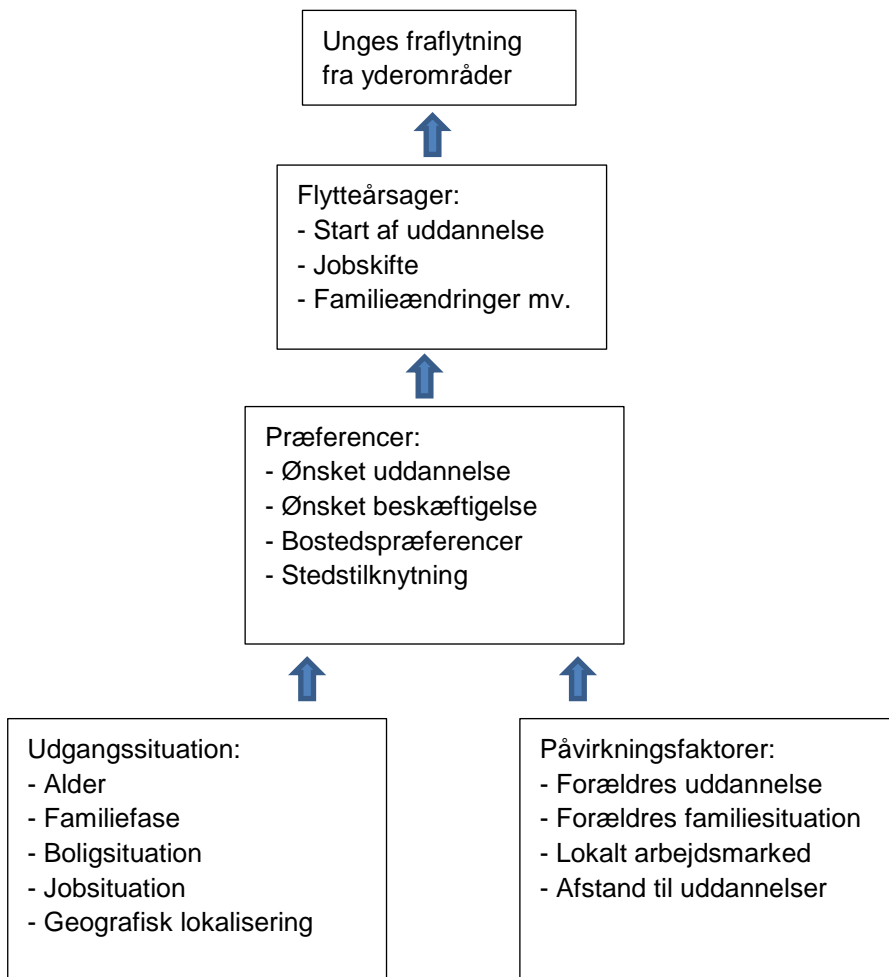 Unges fraflytning
fra yderområder
Flytteårsager:
- Start af uddannelse
- Jobskifte
- Familieændringer mv.
Præferencer:
- Ønsket uddannelse
- Ønsket beskæftigelse
- Bostedspræferencer
- Stedstilknytning
Udgangssituation:
- Alder
- Familiefase
- Boligsituation
- Jobsituation
- Geografisk lokalisering
Påvirkningsfaktorer:
- Forældres uddannelse
- Forældres familiesituation
- Lokalt arbejdsmarked
- Afstand til uddannelser